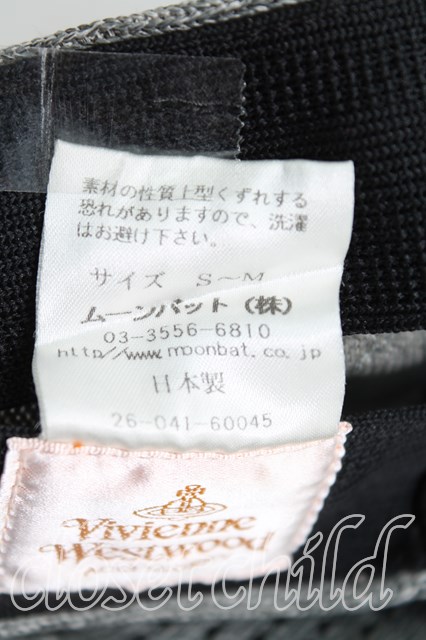 素材の性質上型くずれする
恐れがありますので、洗濯
はお避け下さい。
サイズ S〜M
ムーンバット（株）
03-3556-6810
http://www.moonbat.co.jp
日本製
26-041-60045
Vivienne
Westwood
closet child